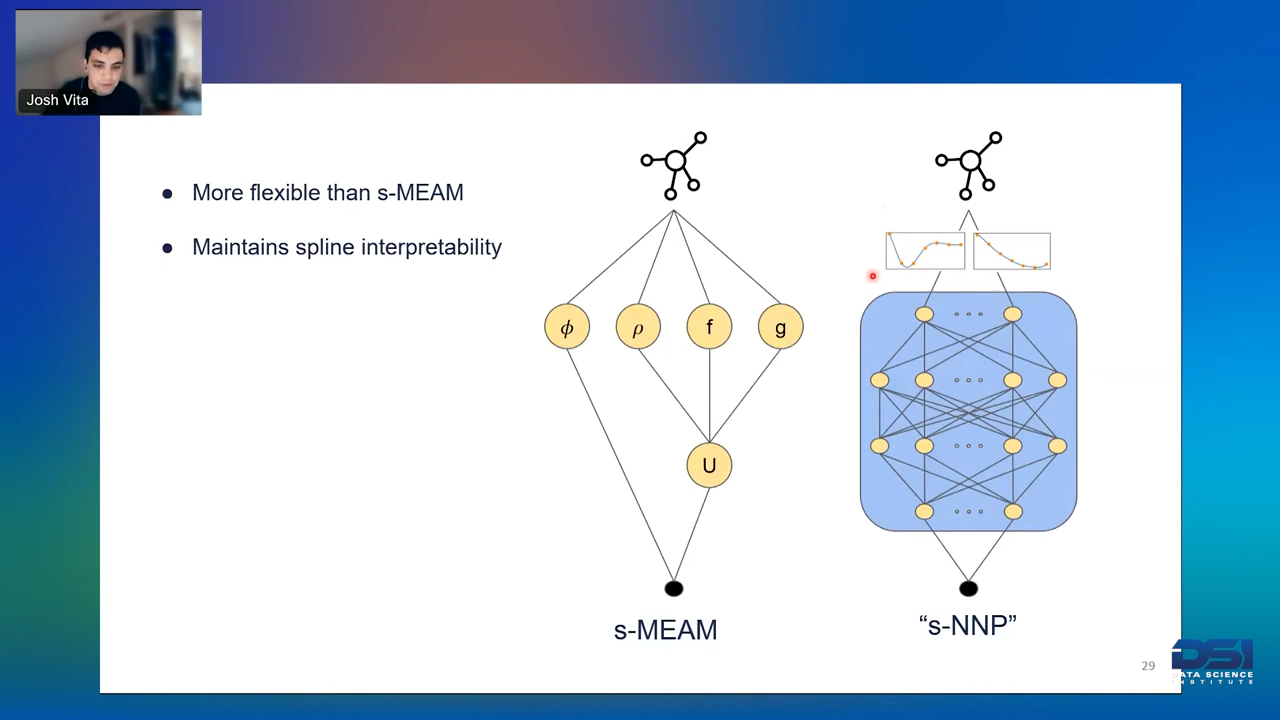 Josh Vita
● More flexible than s-MEAM
● Maintains spline interpretability
ϕ
ρ
f
g
U
s-MEAM
“s-NNP”
29
DSI
DATA SCIENCE
INSTITUTE